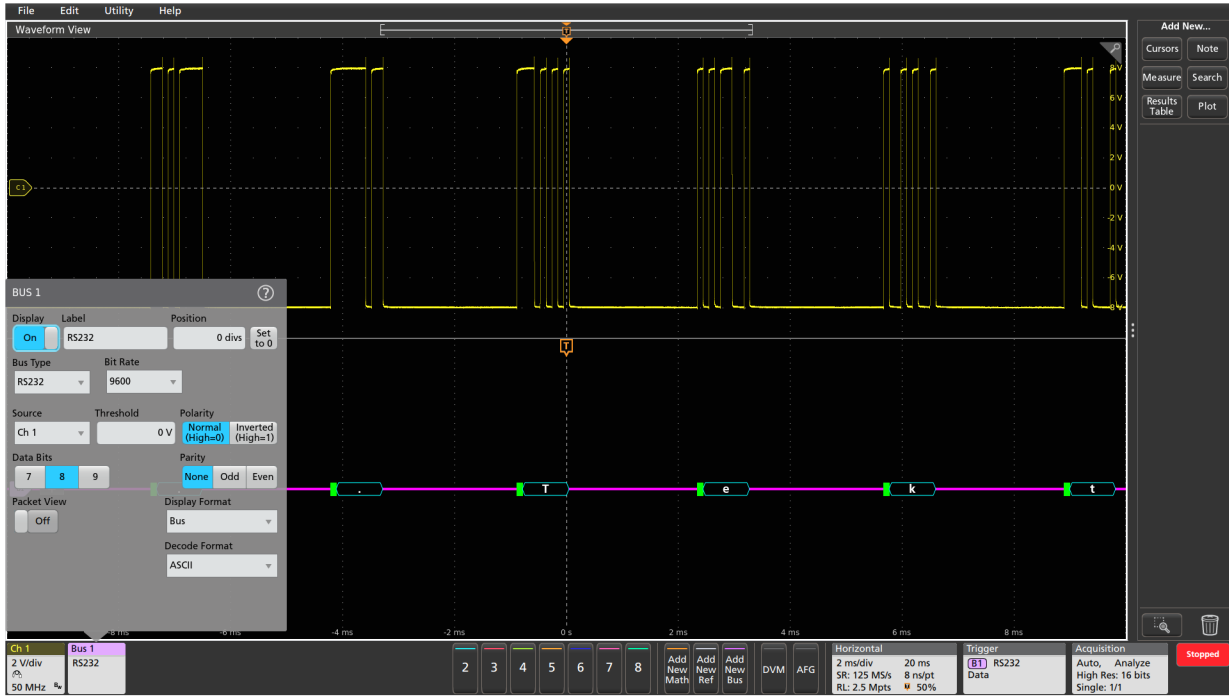 File Edit Utility Help
Waveform View
T
Add New...
Cursors Note
Measure Search
Results Table Plot
8 V
6 V
4 V
2 V
C1
0 V
-2 V
-4 V
-6 V
-8 V
BUS 1 ?
Display Label Position
On RS232 0 divs Set to 0
T
Bus Type Bit Rate
RS232 9600
Source Threshold Polarity
Ch 1 0 V Normal (High=0) Inverted (High=1)
Data Bits Parity
7 8 9 None Odd Even
. T e k t
Packet View Display Format
Off Bus
Decode Format
ASCII
-8 ms -6 ms -4 ms -2 ms 0 s 2 ms 4 ms 6 ms 8 ms
Ch 1
2 V/div
50 MHz Bw
Bus 1
RS232
2 3 4 5 6 7 8
Add New Math
Add New Ref
Add New Bus
DVM AFG
Horizontal
2 ms/div 20 ms
SR: 125 MS/s 8 ns/pt
RL: 2.5 Mpts 50%
Trigger
B1 RS232
Data
Acquisition
Auto, Analyze
High Res: 16 bits
Single: 1/1
Stopped